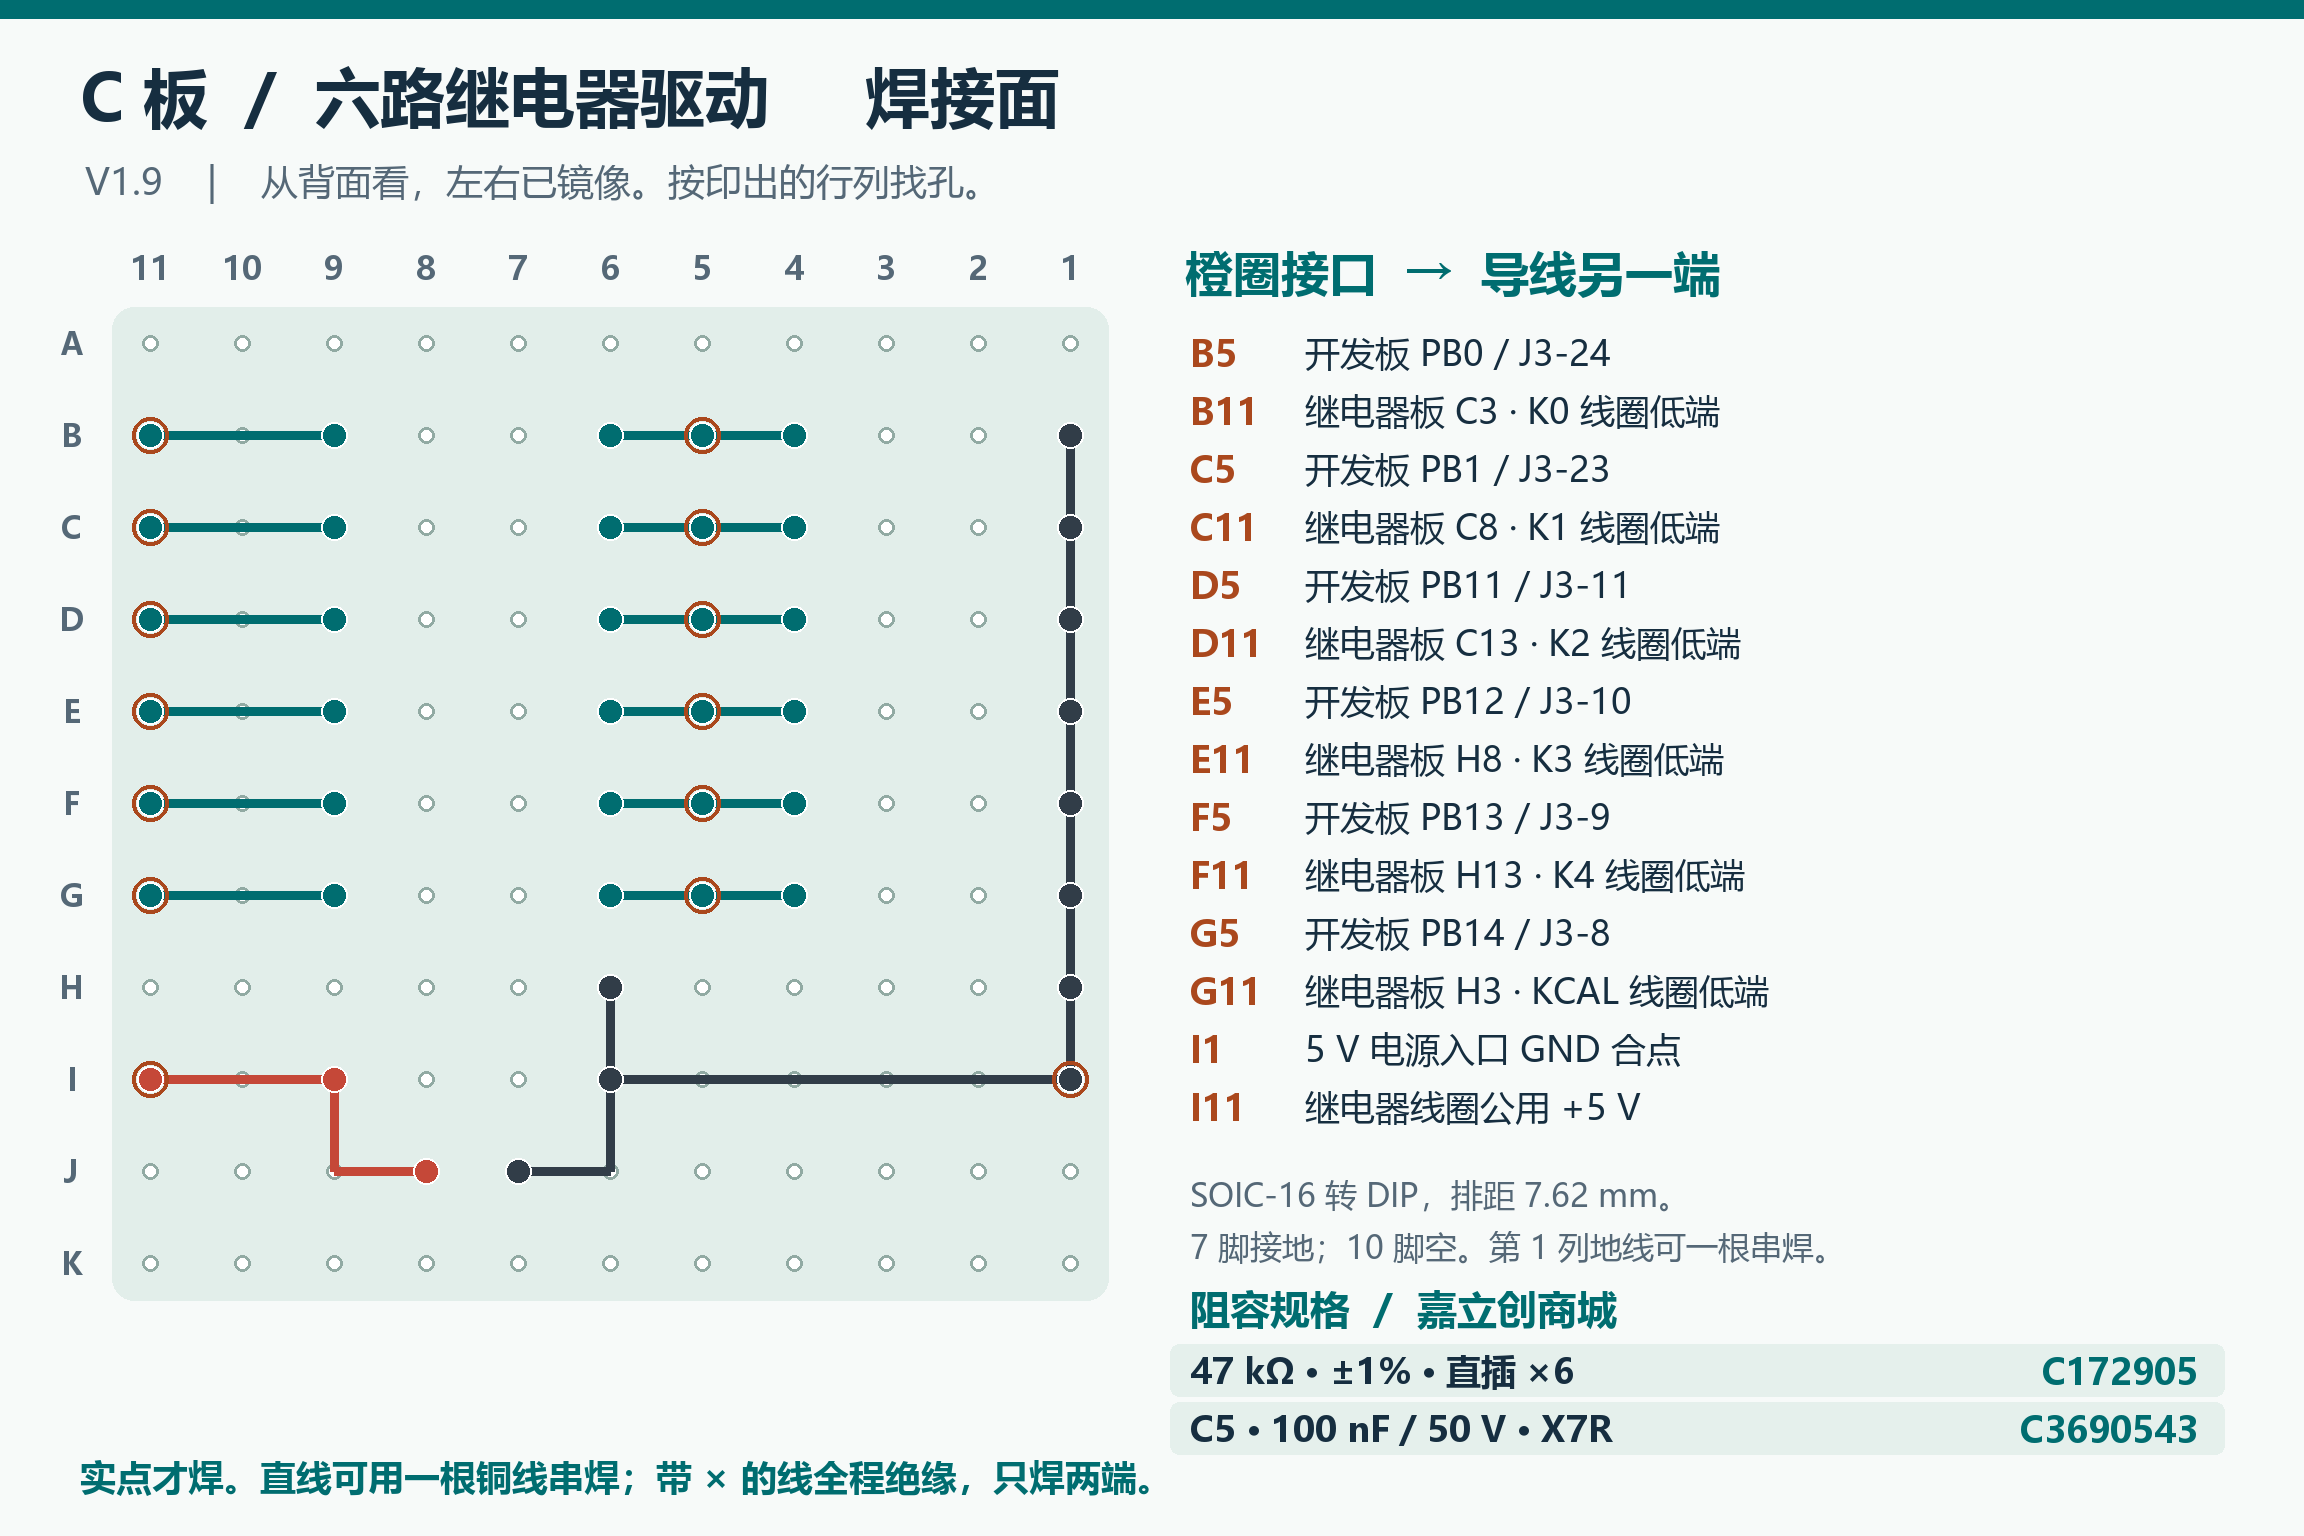 C 板 / 六路继电器驱动 焊接面
V1.9 | 从背面看，左右已镜像。按印出的行列找孔。
11 10 9 8 7 6 5 4 3 2 1
A
B
C
D
E
F
G
H
I
J
K
橙圈接口 → 导线另一端
B5 开发板 PB0 / J3-24
B11 继电器板 C3 · K0 线圈低端
C5 开发板 PB1 / J3-23
C11 继电器板 C8 · K1 线圈低端
D5 开发板 PB11 / J3-11
D11 继电器板 C13 · K2 线圈低端
E5 开发板 PB12 / J3-10
E11 继电器板 H8 · K3 线圈低端
F5 开发板 PB13 / J3-9
F11 继电器板 H13 · K4 线圈低端
G5 开发板 PB14 / J3-8
G11 继电器板 H3 · KCAL 线圈低端
I1 5 V 电源入口 GND 合点
I11 继电器线圈公用 +5 V
SOIC-16 转 DIP，排距 7.62 mm。
7 脚接地；10 脚空。第 1 列地线可一根串焊。
阻容规格 / 嘉立创商城
47 kΩ • ±1% • 直插 ×6 C172905
C5 • 100 nF / 50 V • X7R C3690543
实点才焊。直线可用一根铜线串焊；带 × 的线全程绝缘，只焊两端。